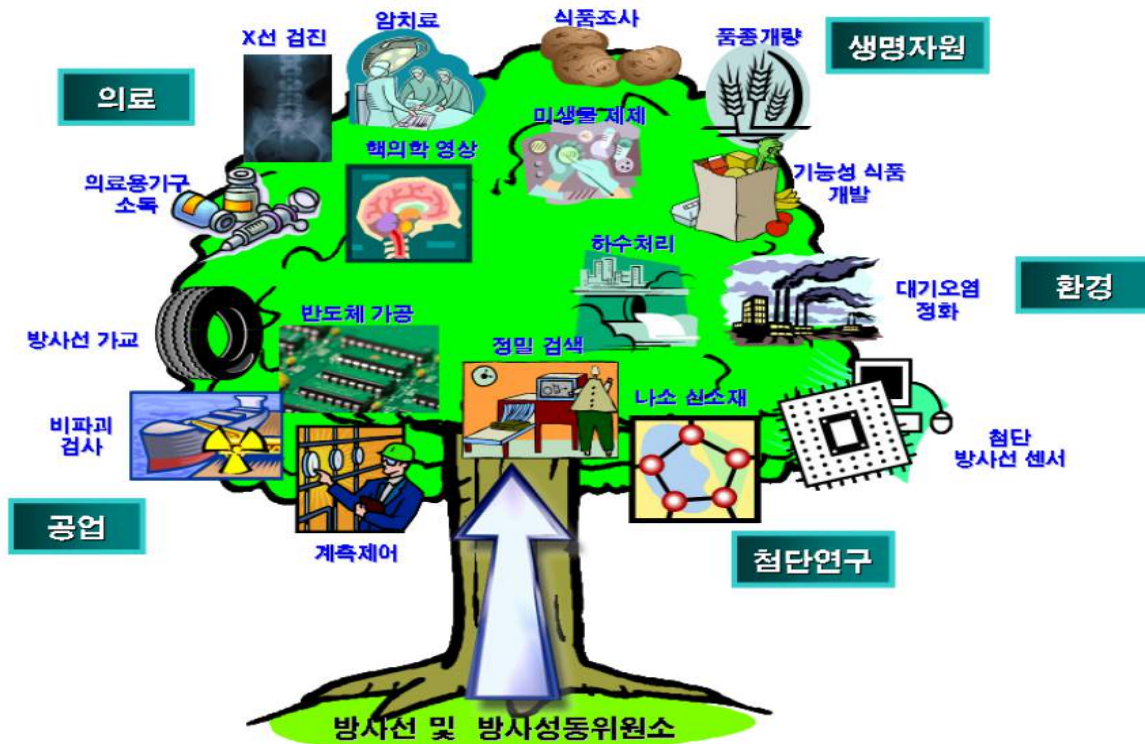 암치료
식품조사
X선 검진
품종개량
생명자원
의료
미생물 제제
핵의학 영상
의료용기구
소독
기능성 식품
개발
하수처리
환경
대기오염
정화
반도체 가공
방사선 가교
정밀 검색
나소 신소재
비파괴
검사
첨단
방사선 센서
공업
계측제어
첨단연구
방사선 및 방사성동위원소